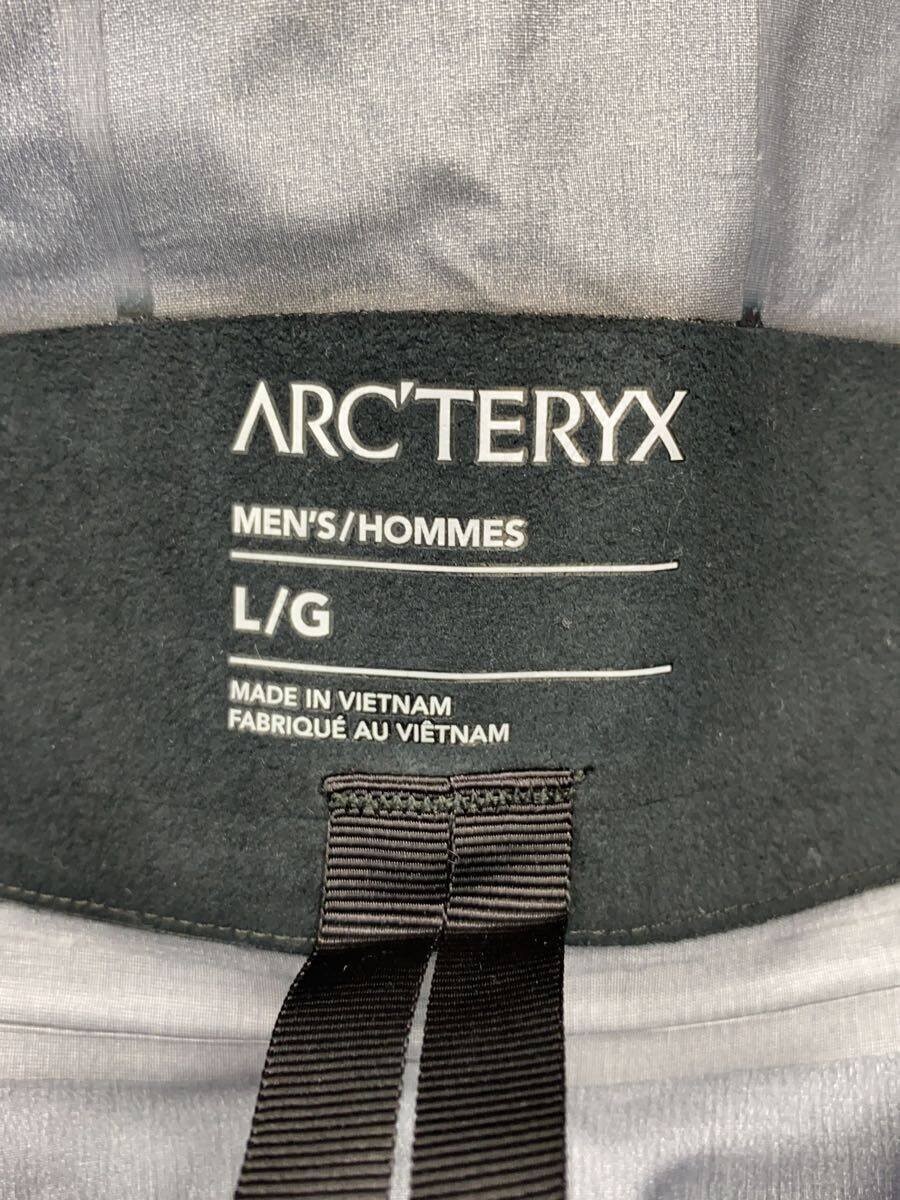 ARC'TERYX
MEN'S/HOMMES
L/G
MADE IN VIETNAM
FABRIQUÉ AU VIÊTNAM